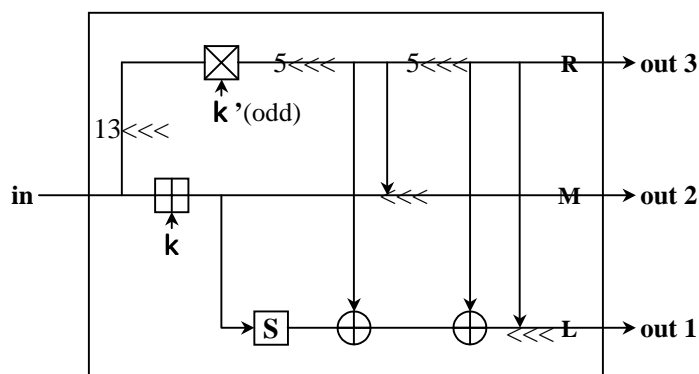 5<<< 5<<< R out 3
k '(odd)
13<<<
in <<< M out 2
k
S <<< L out 1